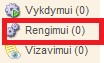 Vykdymui (0)
Rengimui (0)
Vizavimui (0)